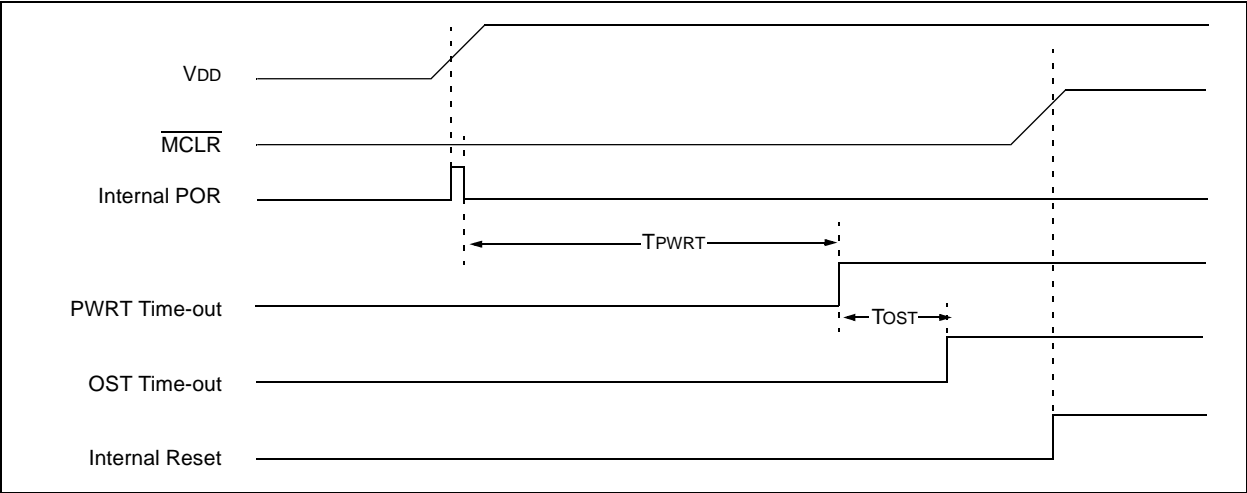 VDD
MCLR
Internal POR
TPWRT
PWRT Time-out
TOST
OST Time-out
Internal Reset